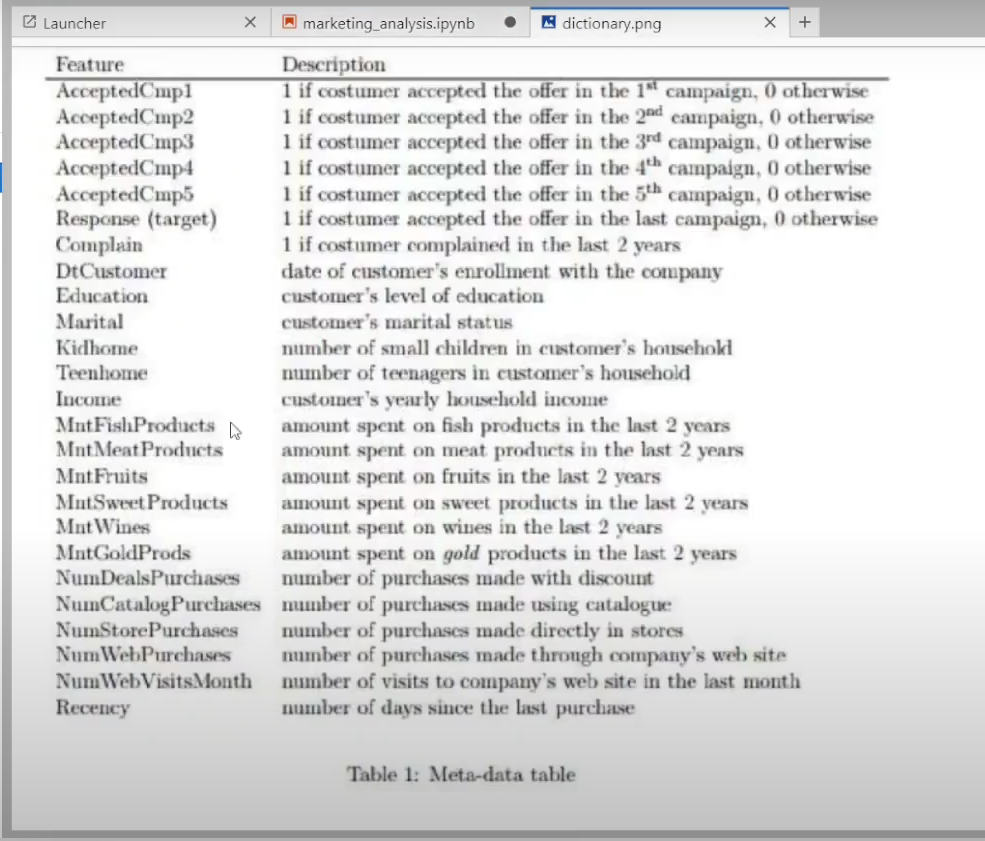 Launcher
marketing_analysis.ipynb
dictionary.png
Feature Description
AcceptedCmp1 1 if costumer accepted the offer in the 1st campaign, 0 otherwise
AcceptedCmp2 1 if costumer accepted the offer in the 2nd campaign, 0 otherwise
AcceptedCmp3 1 if costumer accepted the offer in the 3rd campaign, 0 otherwise
AcceptedCmp4 1 if costumer accepted the offer in the 4th campaign, 0 otherwise
AcceptedCmp5 1 if costumer accepted the offer in the 5th campaign, 0 otherwise
Response (target) 1 if costumer accepted the offer in the last campaign, 0 otherwise
Complain 1 if costumer complained in the last 2 years
DtCustomer date of customer's enrollment with the company
Education customer's level of education
Marital customer's marital status
Kidhome number of small children in customer's household
Teenhome number of teenagers in customer's household
Income customer's yearly household income
MntFishProducts amount spent on fish products in the last 2 years
MntMeatProducts amount spent on meat products in the last 2 years
MntFruits amount spent on fruits in the last 2 years
MntSweetProducts amount spent on sweet products in the last 2 years
MntWines amount spent on wines in the last 2 years
MntGoldProds amount spent on gold products in the last 2 years
NumDealsPurchases number of purchases made with discount
NumCatalogPurchases number of purchases made using catalogue
NumStorePurchases number of purchases made directly in stores
NumWebPurchases number of purchases made through company's web site
NumWebVisitsMonth number of visits to company's web site in the last month
Recency number of days since the last purchase
Table 1: Meta-data table